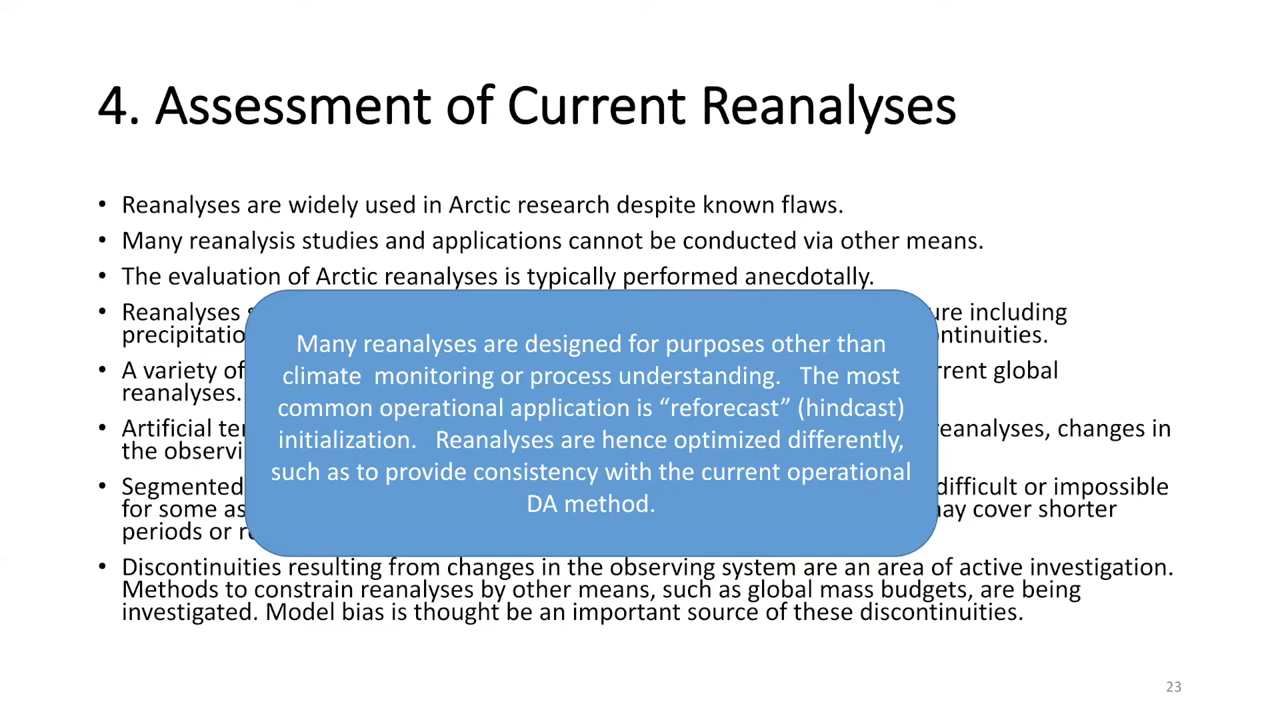 4. Assessment of Current Reanalyses
• Reanalyses are widely used in Arctic research despite known flaws.
• Many reanalysis studies and applications cannot be conducted via other means.
• The evaluation of Arctic reanalyses is typically performed anecdotally.
• Reanalyses including
precipitatio
• A variety of rrent global
reanalyses.
• Artificial reanalyses, changes in
the observi
• Segmented difficult or impossible
for some as may cover shorter
periods or
Many reanalyses are designed for purposes other than
climate monitoring or process understanding. The most
common operational application is “reforecast” (hindcast)
initialization. Reanalyses are hence optimized differently,
such as to provide consistency with the current operational
DA method.
• Discontinuities resulting from changes in the observing system are an area of active investigation.
Methods to constrain reanalyses by other means, such as global mass budgets, are being
investigated. Model bias is thought be an important source of these discontinuities.
23